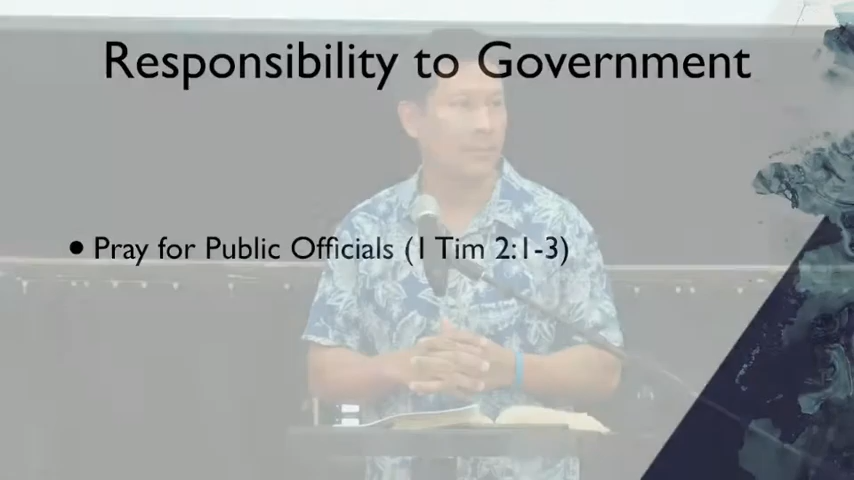 Responsibility to Government
• Pray for Public Officials (1 Tim 2:1-3)